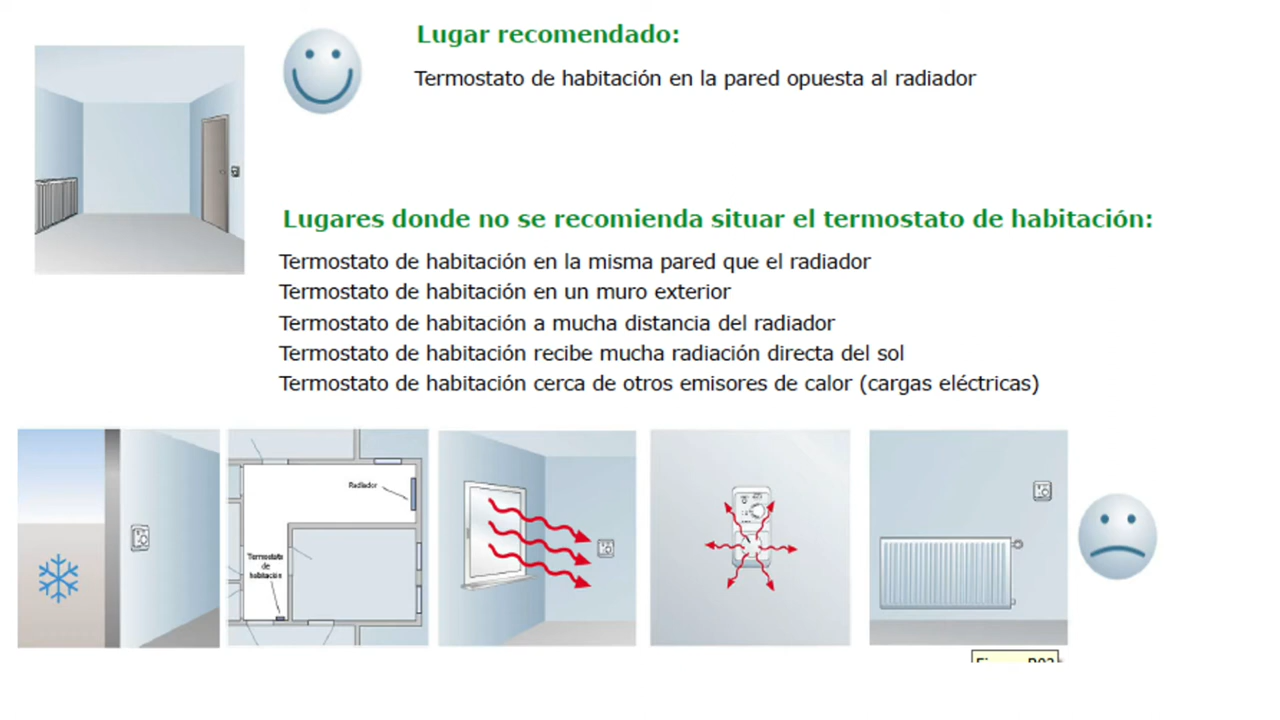 Lugar recomendado:
Termostato de habitación en la pared opuesta al radiador
Lugares donde no se recomienda situar el termostato de habitación:
Termostato de habitación en la misma pared que el radiador
Termostato de habitación en un muro exterior
Termostato de habitación a mucha distancia del radiador
Termostato de habitación recibe mucha radiación directa del sol
Termostato de habitación cerca de otros emisores de calor (cargas eléctricas)
Radiador
Termostato
de
habitación